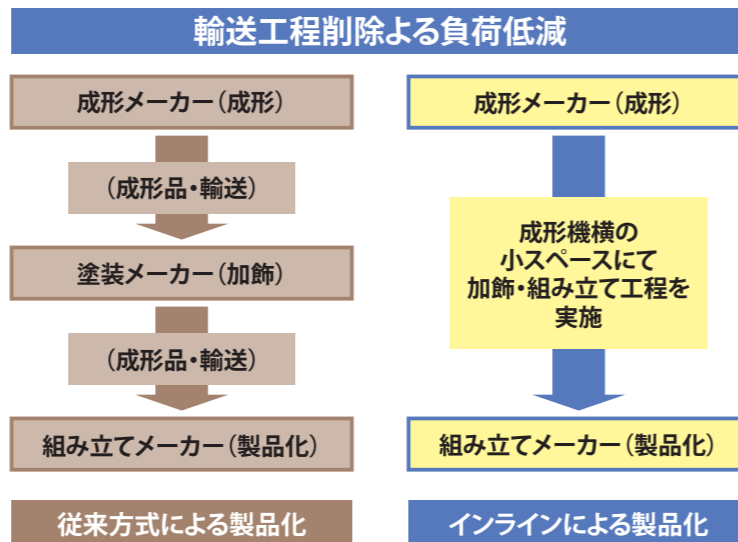 輸送工程削除よる負荷低減
成形メーカー(成形)
(成形品・輸送)
塗装メーカー(加飾)
(成形品・輸送)
組み立てメーカー(製品化)
従来方式による製品化
成形メーカー(成形)
成形機横の
小スペースにて
加飾・組み立て工程を
実施
組み立てメーカー(製品化)
インラインによる製品化